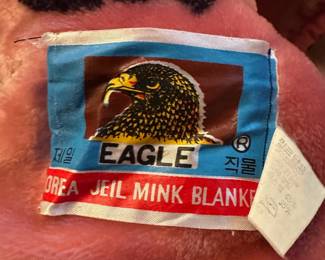 제일 EAGLE ® 직물
OREA JEIL MINK BLANKE